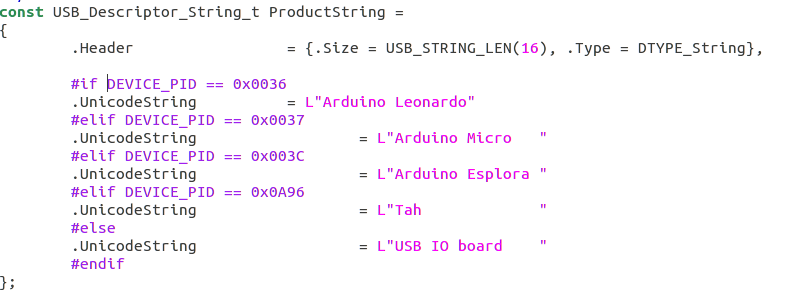 const USB_Descriptor_String_t ProductString =
{
        .Header                 = {.Size = USB_STRING_LEN(16), .Type = DTYPE_String},

        #if DEVICE_PID == 0x0036
        .UnicodeString          = L"Arduino Leonardo"
        #elif DEVICE_PID == 0x0037
        .UnicodeString                  = L"Arduino Micro   "
        #elif DEVICE_PID == 0x003C
        .UnicodeString                  = L"Arduino Esplora "
        #elif DEVICE_PID == 0x0A96
        .UnicodeString                  = L"Tah             "
        #else
        .UnicodeString                  = L"USB IO board    "
        #endif
};